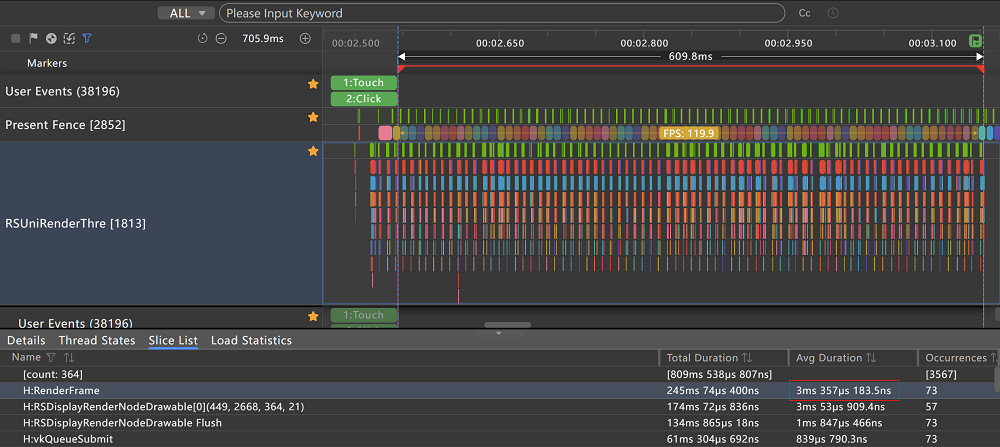 ALL Please Input Keyword Cc
705.9ms 00:02.500 00:02.650 00:02.800 00:02.950 00:03.100
Markers 609.8ms
User Events (38196) 1:Touch
2:Click
Present Fence [2852] FPS: 119.9
RSUniRenderThre [1813]
User Events (38196) 1:Touch
Details Thread States Slice List Load Statistics
Name Total Duration Avg Duration Occurrences
[count: 364] [809ms 538μs 807ns] [3567]
H:RenderFrame 245ms 74μs 400ns 3ms 357μs 183.5ns 73
H:RSDisplayRenderNodeDrawable[0](449, 2668, 364, 21) 174ms 72μs 836ns 3ms 53μs 909.4ns 57
H:RSDisplayRenderNodeDrawable Flush 134ms 865μs 18ns 1ms 847μs 466ns 73
H:vkQueueSubmit 61ms 304μs 692ns 839μs 790.3ns 73